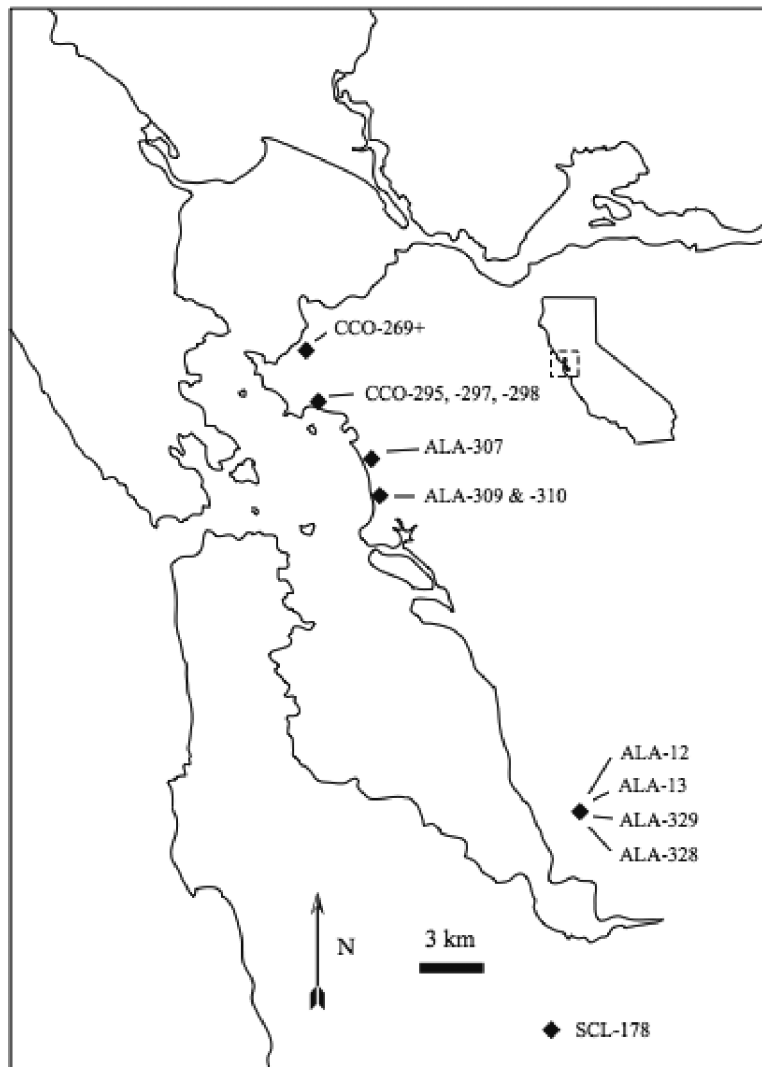 CCO-269+
CCO-295, -297, -298
ALA-307
ALA-309 & -310
ALA-12
ALA-13
ALA-329
ALA-328
3 km
N
SCL-178